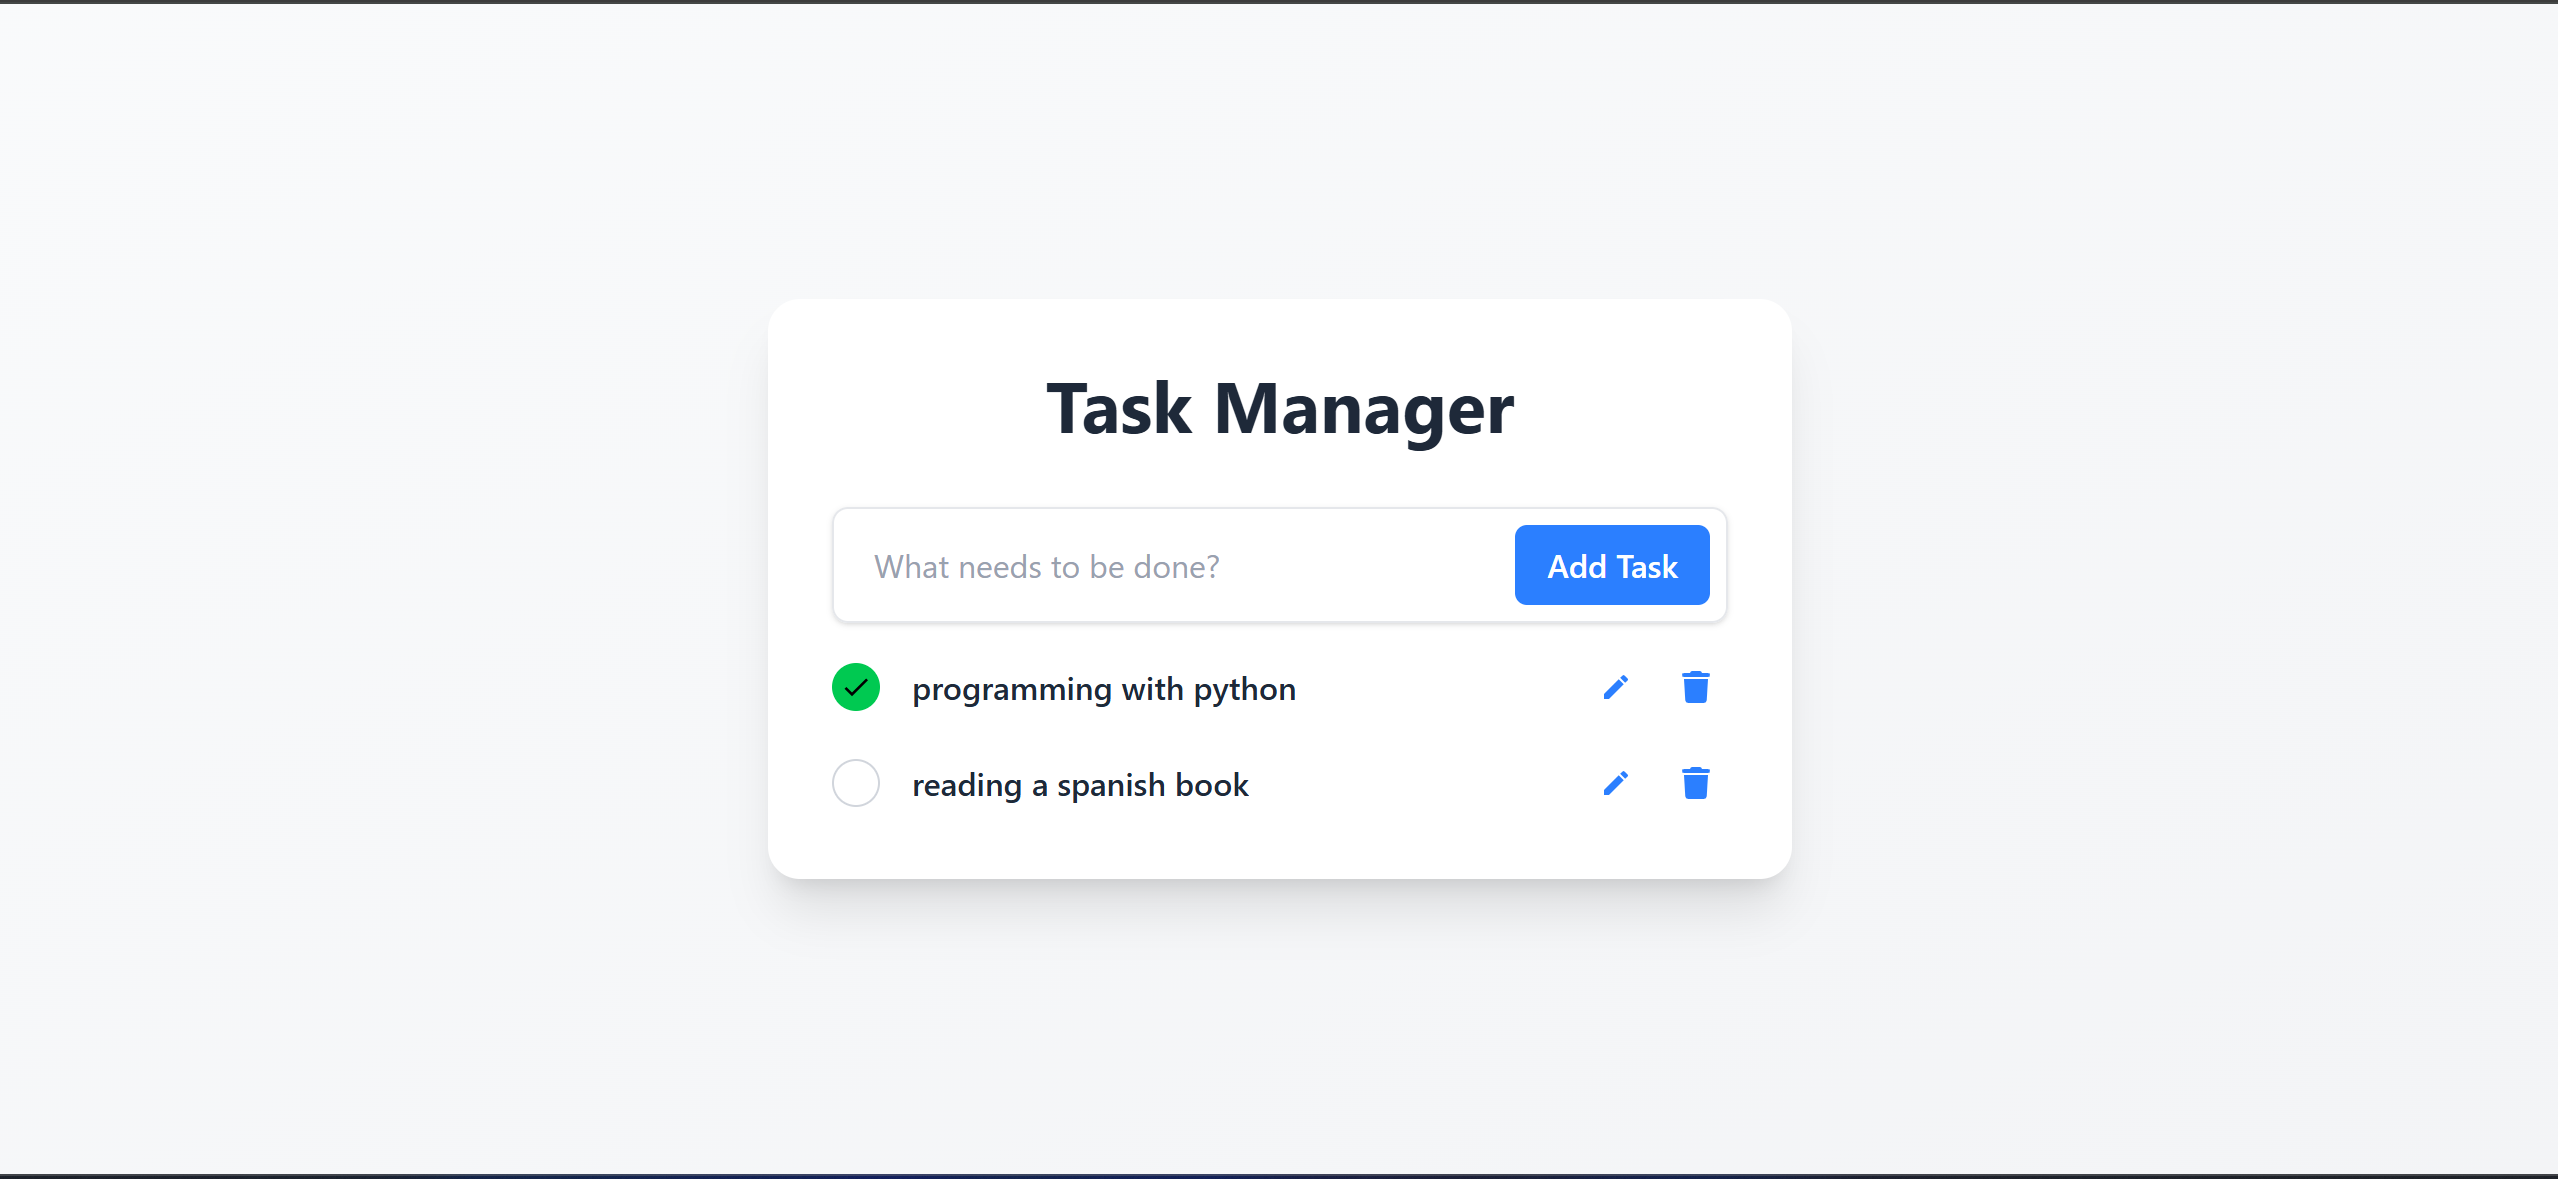 Task Manager
What needs to be done?
Add Task
programming with python
reading a spanish book